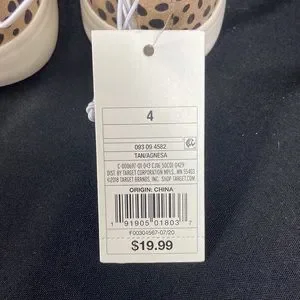 4
093 09 4582
TAN/AGNESA
DIST. BY TARGET CORPORATION MPLS., MN 55403
©2018 TARGET BRANDS, INC. SHOP TARGET.COM
ORIGIN: CHINA
1 91905 01803 7
F00304567-07/20
$19.99